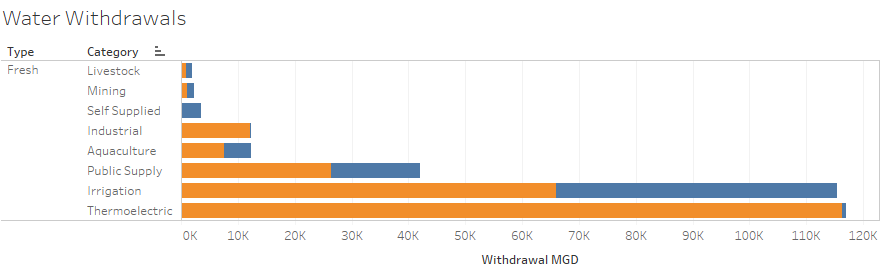 Water Withdrawals
Type Category
Fresh Livestock
Mining
Self Supplied
Industrial
Aquaculture
Public Supply
Irrigation
Thermoelectric
0K 10K 20K 30K 40K 50K 60K 70K 80K 90K 100K 110K 120K
Withdrawal MGD